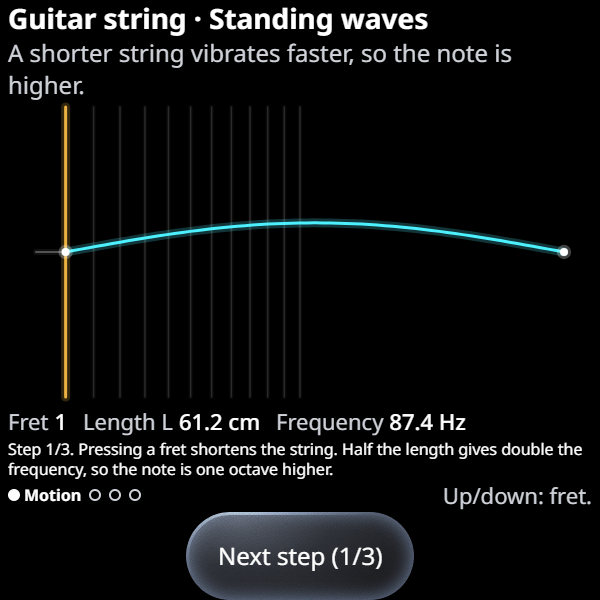 Guitar string · Standing waves
A shorter string vibrates faster, so the note is
higher.
Fret 1 Length L 61.2 cm Frequency 87.4 Hz
Step 1/3. Pressing a fret shortens the string. Half the length gives double the
frequency, so the note is one octave higher.
Motion
Up/down: fret.
Next step (1/3)